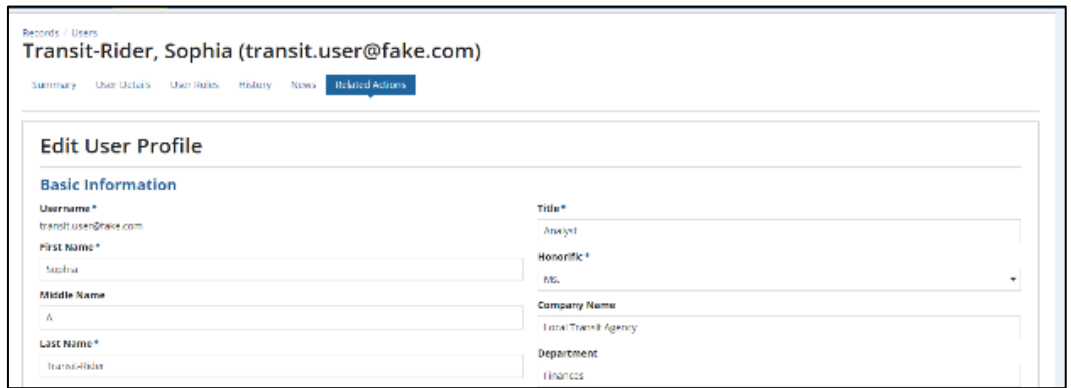 Records / Users
Transit-Rider, Sophia (transit.user@fake.com)
Summary User Details User Roles History News Related Actions
Edit User Profile
Basic Information
Username *
transit.user@fake.com
First Name *
Sophia
Middle Name
A
Last Name *
Transit-Rider
Title *
Analyst
Honorific *
Ms.
Company Name
Local Transit Agency
Department
Finances